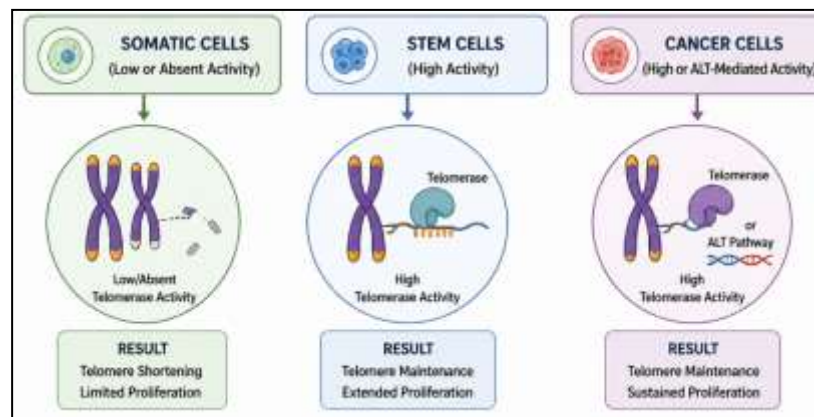 SOMATIC CELLS
(Low or Absent Activity)
Low/Absent
Telomerase Activity
RESULT
Telomere Shortening
Limited Proliferation
STEM CELLS
(High Activity)
Telomerase
High
Telomerase Activity
RESULT
Telomere Maintenance
Extended Proliferation
CANCER CELLS
(High or ALT-Mediated Activity)
Telomerase
or
ALT Pathway
High
Telomerase Activity
RESULT
Telomere Maintenance
Sustained Proliferation